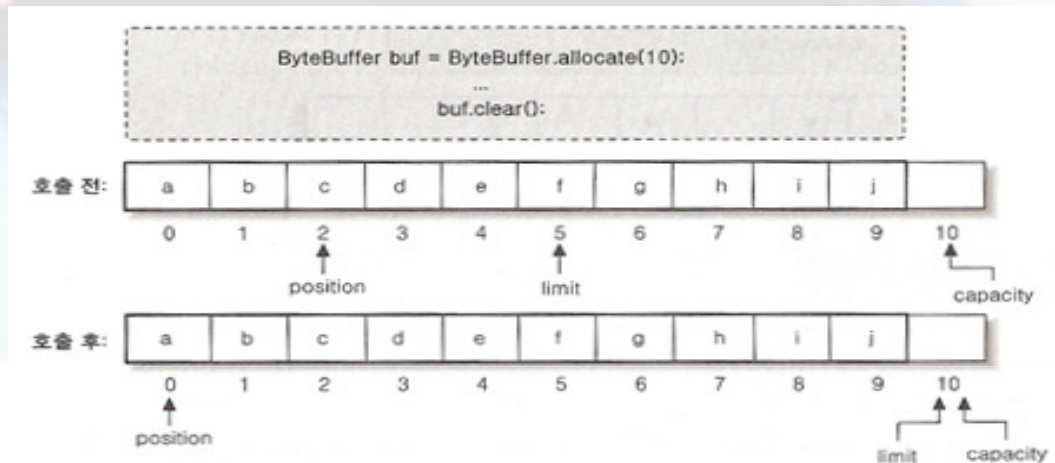 ByteBuffer buf = ByteBuffer.allocate(10):
...
buf.clear():
호출 전: a b c d e f g h i j
0 1 2 3 4 5 6 7 8 9 10
position limit capacity
호출 후: a b c d e f g h i j
0 1 2 3 4 5 6 7 8 9 10
position limit capacity